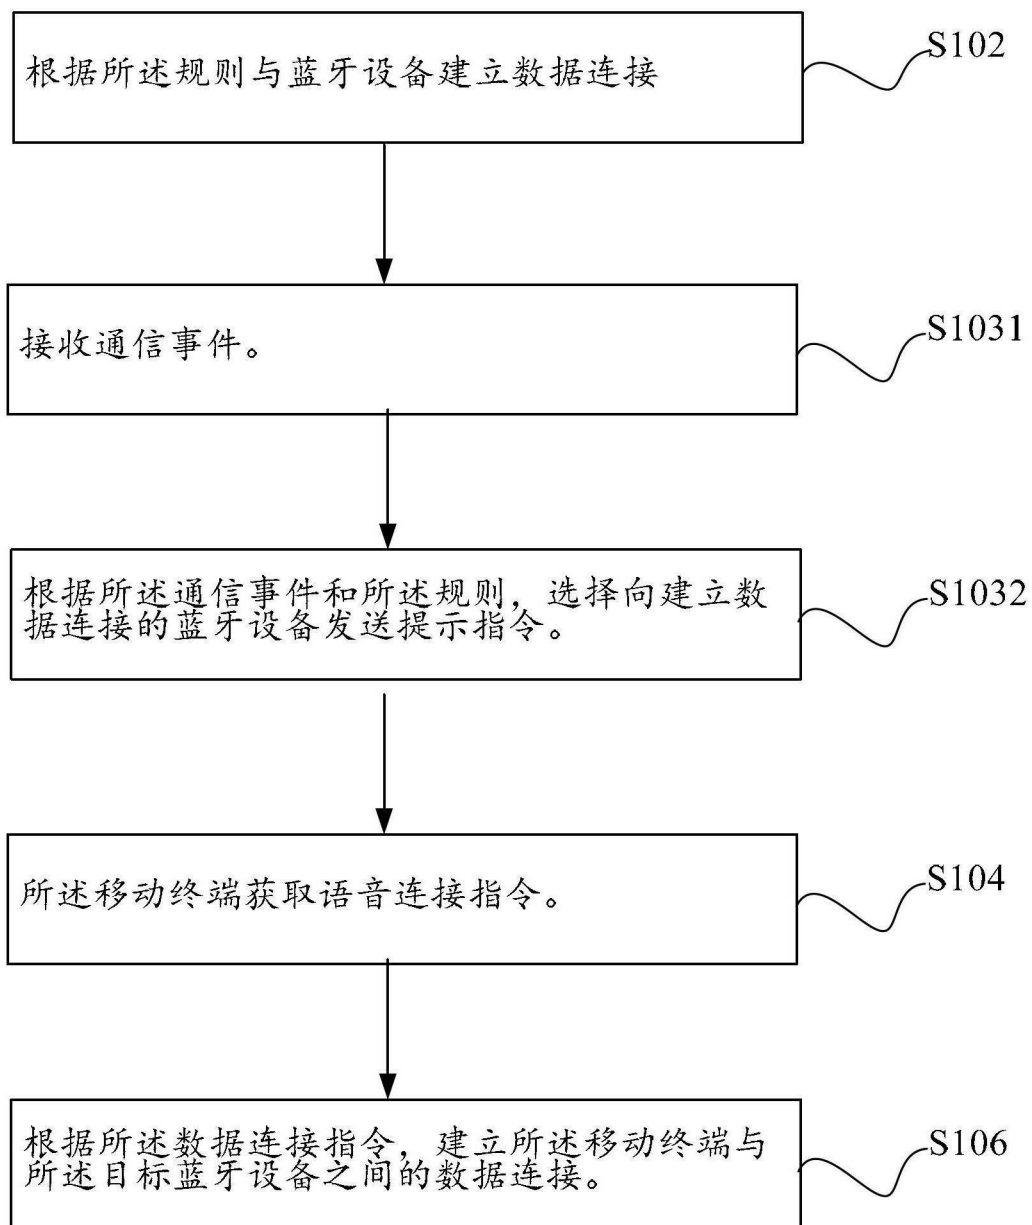 根据所述规则与蓝牙设备建立数据连接
S102
接收通信事件。
S1031
根据所述通信事件和所述规则，选择向建立数
据连接的蓝牙设备发送提示指令。
S1032
所述移动终端获取语音连接指令。
S104
根据所述数据连接指令，建立所述移动终端与
所述目标蓝牙设备之间的数据连接。
S106